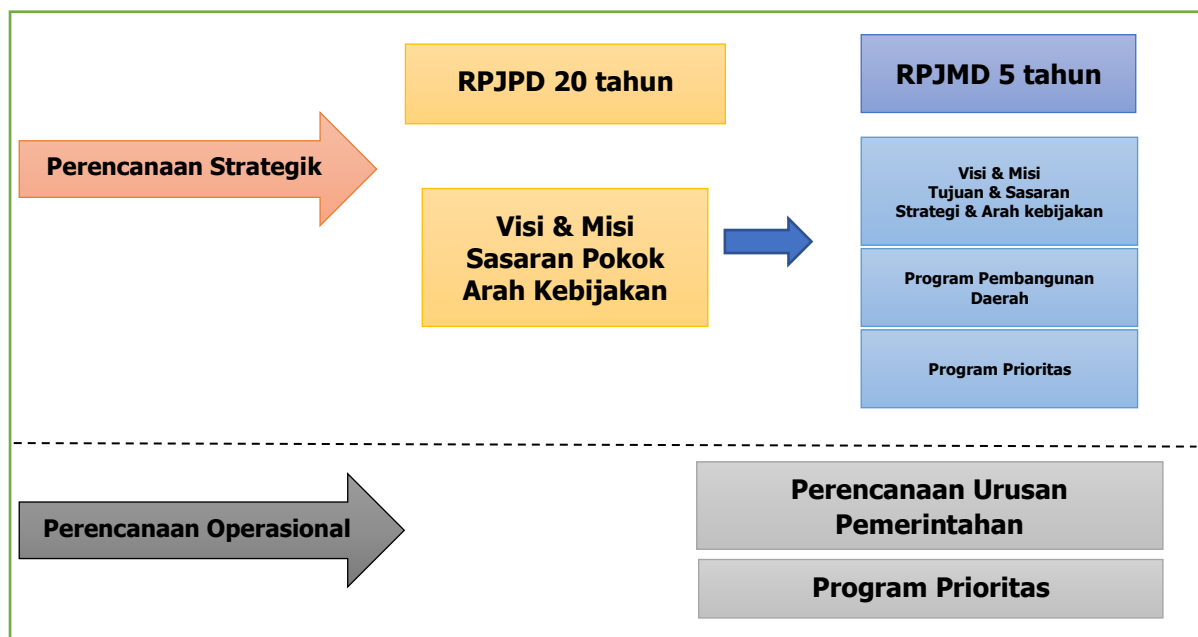 RPJPD 20 tahun
RPJMD 5 tahun
Perencanaan Strategik
Visi & Misi
Sasaran Pokok
Arah Kebijakan
Visi & Misi
Tujuan & Sasaran
Strategi & Arah kebijakan
Program Pembangunan
Daerah
Program Prioritas
Perencanaan Operasional
Perencanaan Urusan
Pemerintahan
Program Prioritas